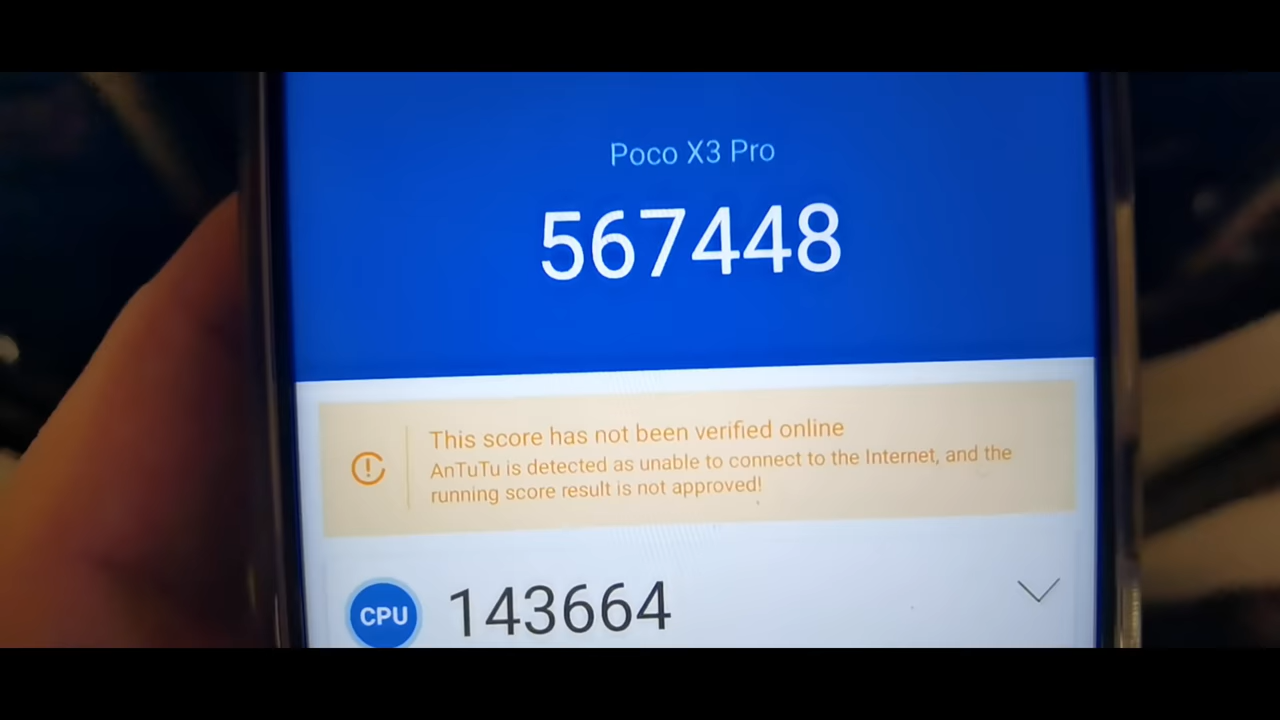 Poco X3 Pro
567448
This score has not been verified online
AnTuTu is detected as unable to connect to the Internet, and the
running score result is not approved!
CPU 143664